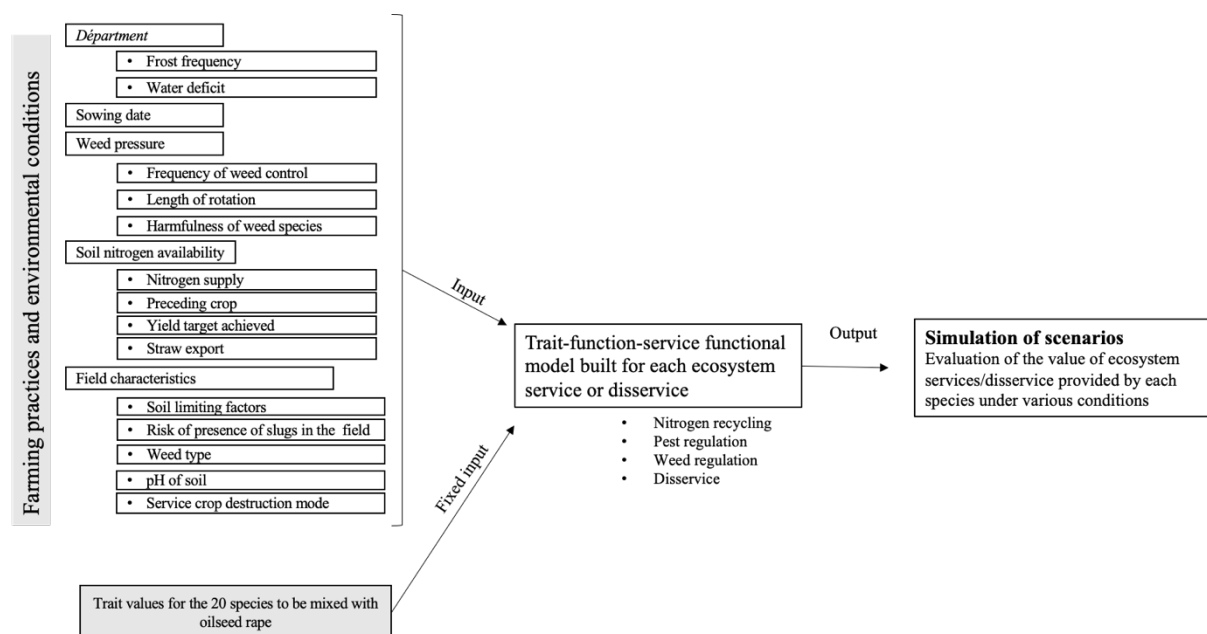 Farming practices and environmental conditions
Départment
• Frost frequency
• Water deficit
Sowing date
Weed pressure
• Frequency of weed control
• Length of rotation
• Harmfulness of weed species
Soil nitrogen availability
• Nitrogen supply
• Preceding crop
• Yield target achieved
• Straw export
Field characteristics
• Soil limiting factors
• Risk of presence of slugs in the field
• Weed type
• pH of soil
• Service crop destruction mode
Trait values for the 20 species to be mixed with
oilseed rape
Input
Fixed input
Trait-function-service functional
model built for each ecosystem
service or disservice
• Nitrogen recycling
• Pest regulation
• Weed regulation
• Disservice
Output
Simulation of scenarios
Evaluation of the value of ecosystem
services/disservice provided by each
species under various conditions